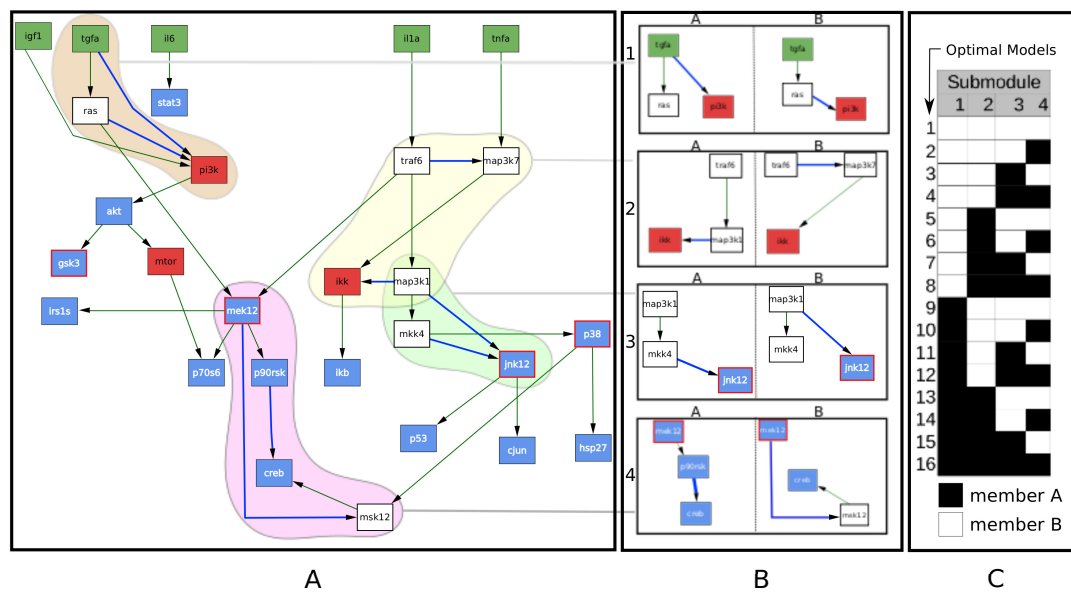 igf1
tgfa
il6
il1a
tnfa
ras
stat3
pi3k
traf6
map3k7
akt
gsk3
mtor
ikk
map3k1
irs1s
mek12
mkk4
p38
p70s6
p90rsk
ikb
jnk12
p53
cjun
hsp27
creb
msk12
A
A B
1
tgfa
ras
pi3k
tgfa
ras
pi3k
A B
2
traf6
ikk
map3k1
traf6
map3k7
ikk
A B
3
map3k1
mkk4
jnk12
map3k1
mkk4
jnk12
A B
4
mek12
p90rsk
creb
mek12
creb
msk12
B
Optimal Models
Submodule
1 2 3 4
1
2
3
4
5
6
7
8
9
10
11
12
13
14
15
16
member A
member B
C